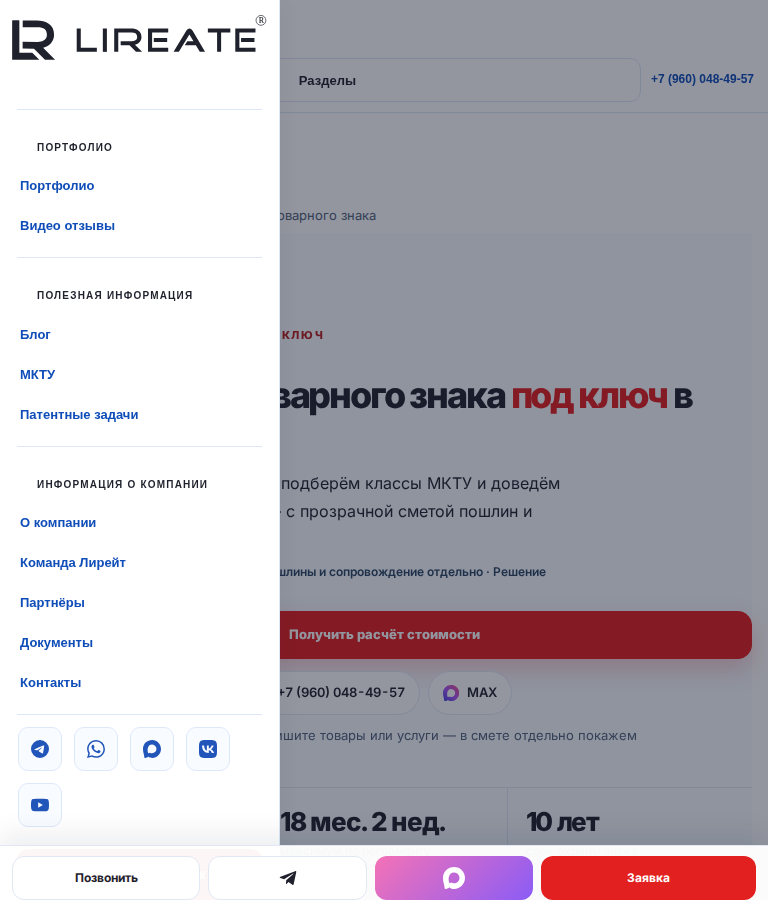 LIREATE®
Разделы
+7 (960) 048-49-57
ПОРТФОЛИО
Портфолио
Видео отзывы
ПОЛЕЗНАЯ ИНФОРМАЦИЯ
Блог
МКТУ
Патентные задачи
ИНФОРМАЦИЯ О КОМПАНИИ
О компании
Команда Лирейт
Партнёры
Документы
Контакты
оварного знака
КЛЮЧ
варного знака под ключ в
подберём классы МКТУ и доведём
с прозрачной сметой пошлин и
шлины и сопровождение отдельно · Решение
Получить расчёт стоимости
+7 (960) 048-49-57
MAX
ишите товары или услуги — в смете отдельно покажем
18 мес. 2 нед.
10 лет
Позвонить
Заявка